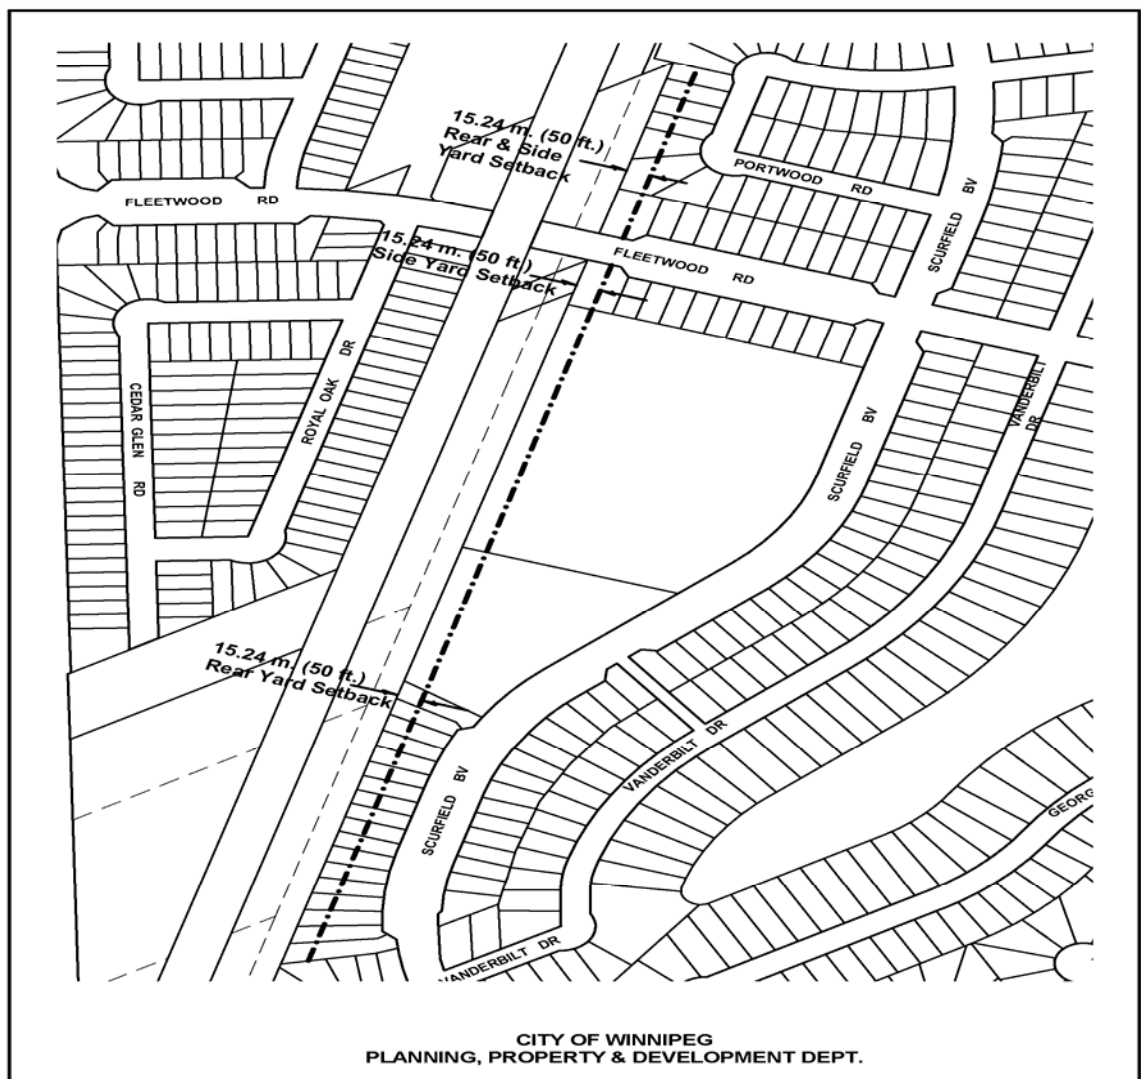 15.24 m. (50 ft.)
Rear & Side
Yard Setback
PORTWOOD RD
SCURFIELD BV
FLEETWOOD RD
15.24 m. (50 ft.)
Side Yard Setback
FLEETWOOD RD
CEDAR GLEN RD
ROYAL OAK DR
VANDERBILT DR
SCURFIELD BV
15.24 m. (50 ft.)
Rear Yard Setback
VANDERBILT DR
SCURFIELD BV
GEORG
VANDERBILT DR
CITY OF WINNIPEG
PLANNING, PROPERTY & DEVELOPMENT DEPT.